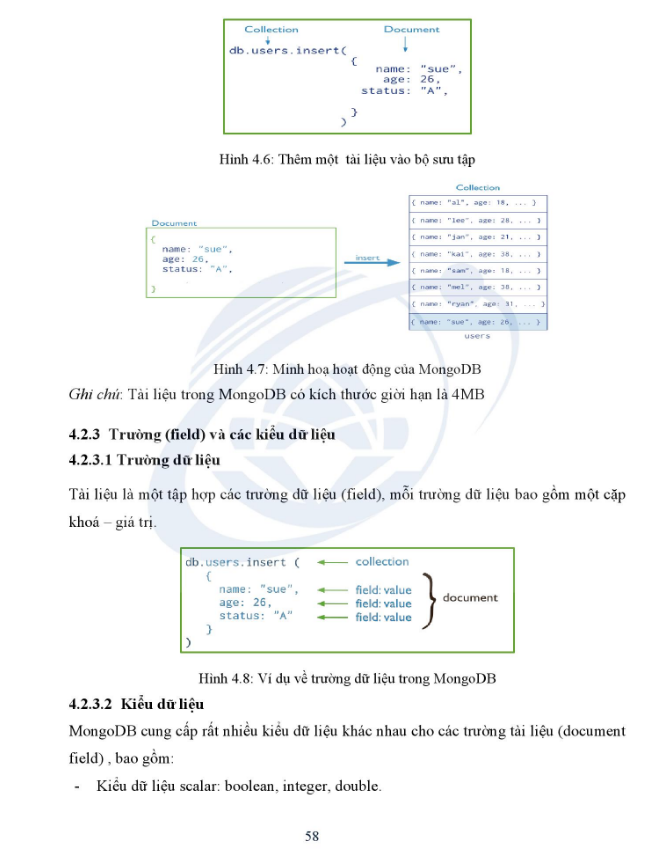 Collection Document
db.users.insert(
{
name: "sue",
age: 26,
status: "A",
}
)
Hình 4.6: Thêm một tài liệu vào bộ sưu tập
Collection
{ name: "al", age: 18, ... }
{ name: "lee", age: 28, ... }
{ name: "jan", age: 21, ... }
{ name: "kai", age: 38, ... }
{ name: "sam", age: 18, ... }
{ name: "mel", age: 38, ... }
{ name: "ryan", age: 31, ... }
{ name: "sue", age: 26, ... }
users
Document
{
name: "sue",
age: 26,
status: "A",
}
insert
Hình 4.7: Minh hoạ hoạt động của MongoDB
Ghi chú: Tài liệu trong MongoDB có kích thước giới hạn là 4MB
4.2.3 Trường (field) và các kiểu dữ liệu
4.2.3.1 Trường dữ liệu
Tài liệu là một tập hợp các trường dữ liệu (field), mỗi trường dữ liệu bao gồm một cặp
khoá – giá trị.
db.users.insert ( collection
{
name: "sue", field: value
age: 26, field: value
status: "A" field: value
}
)
document
Hình 4.8: Ví dụ về trường dữ liệu trong MongoDB
4.2.3.2 Kiểu dữ liệu
MongoDB cung cấp rất nhiều kiểu dữ liệu khác nhau cho các trường tài liệu (document
field) , bao gồm:
- Kiểu dữ liệu scalar: boolean, integer, double.
58